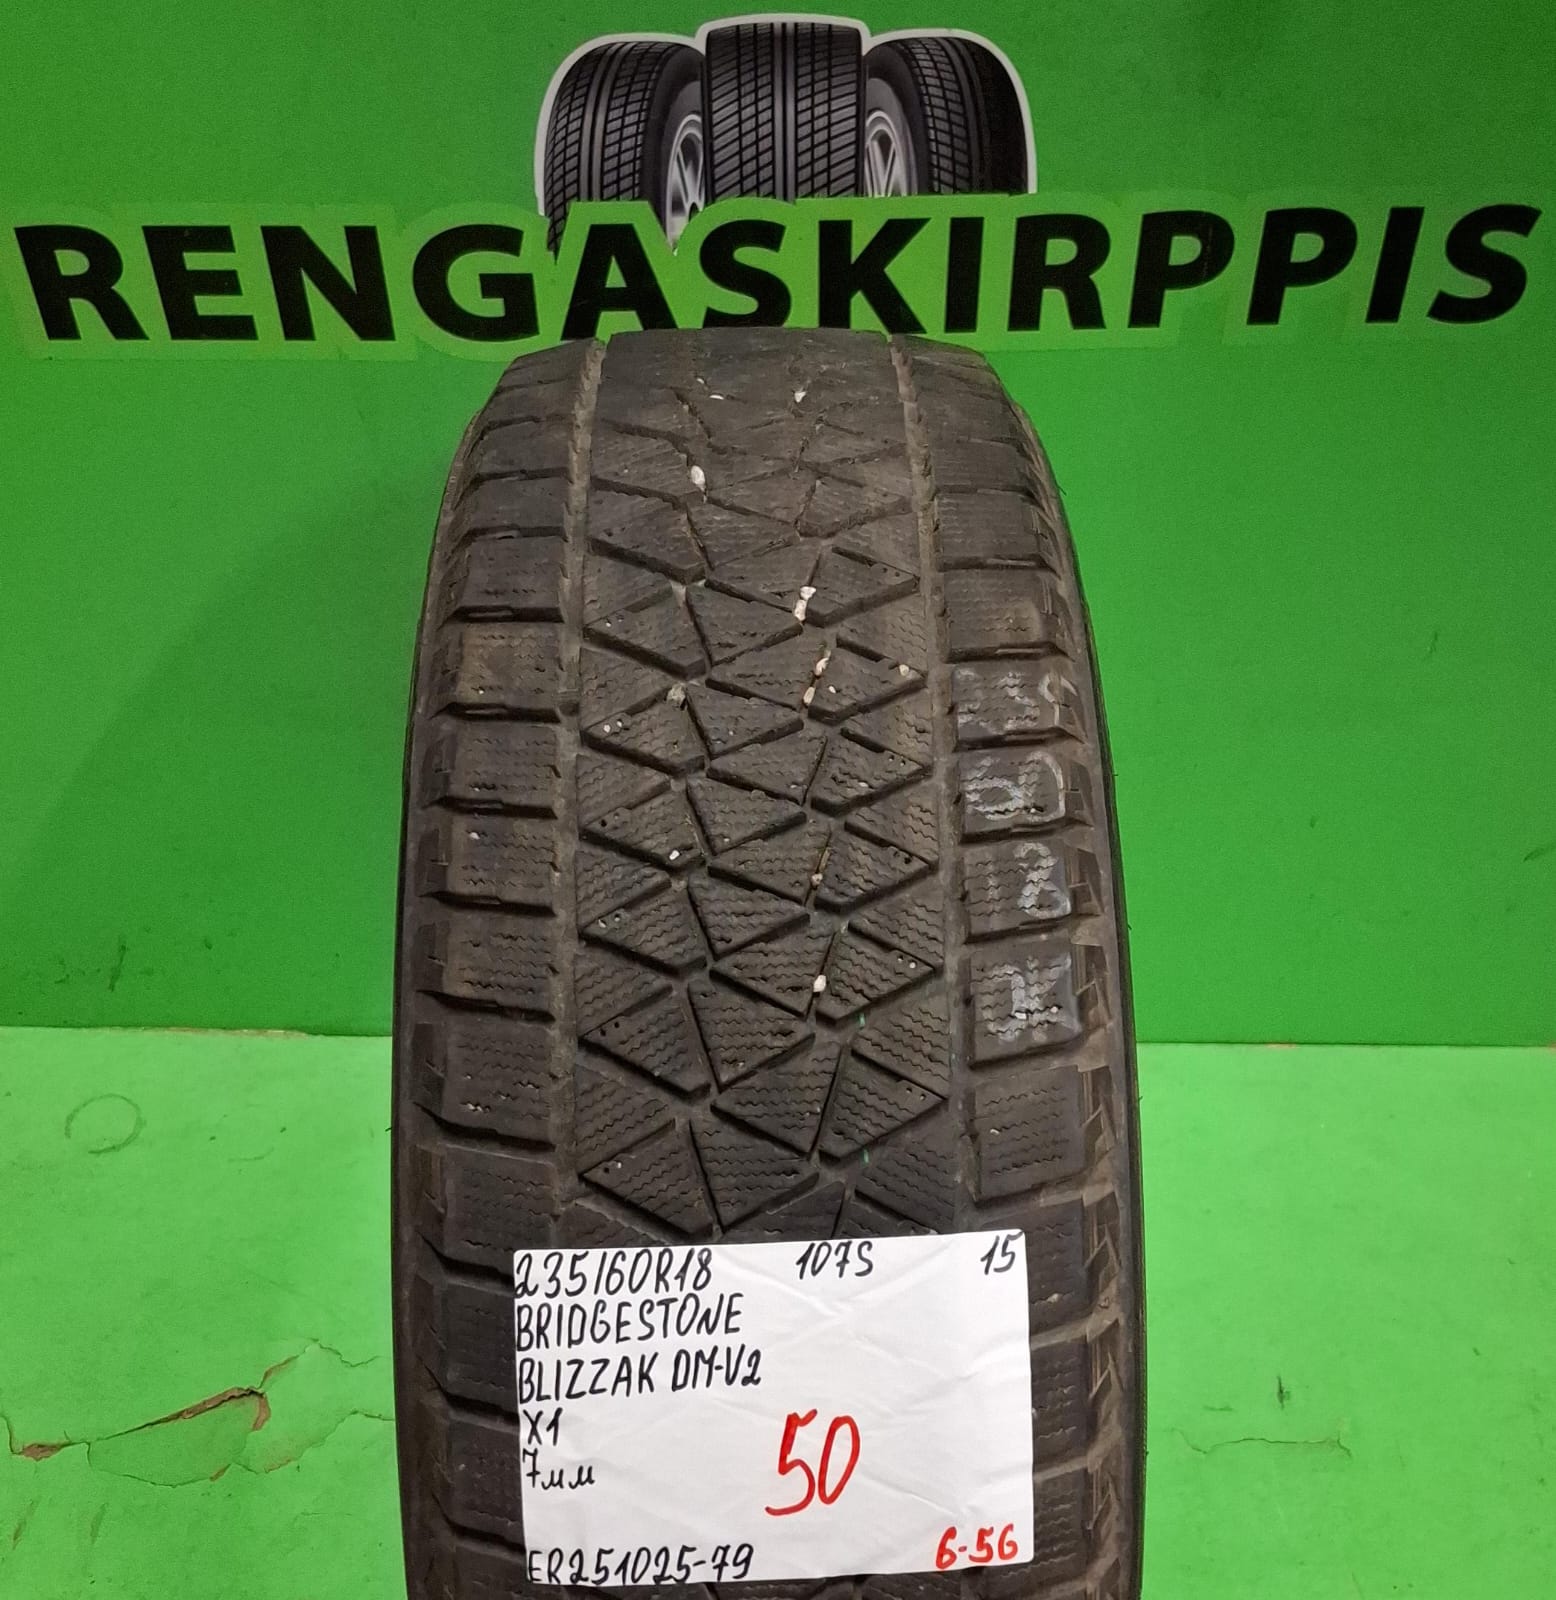 RENGASKIRPPIS
235/60R18 107S 15
BRIDGESTONE
BLIZZAK DM-V2
X1
7мм
50
ER251025-79 6-56